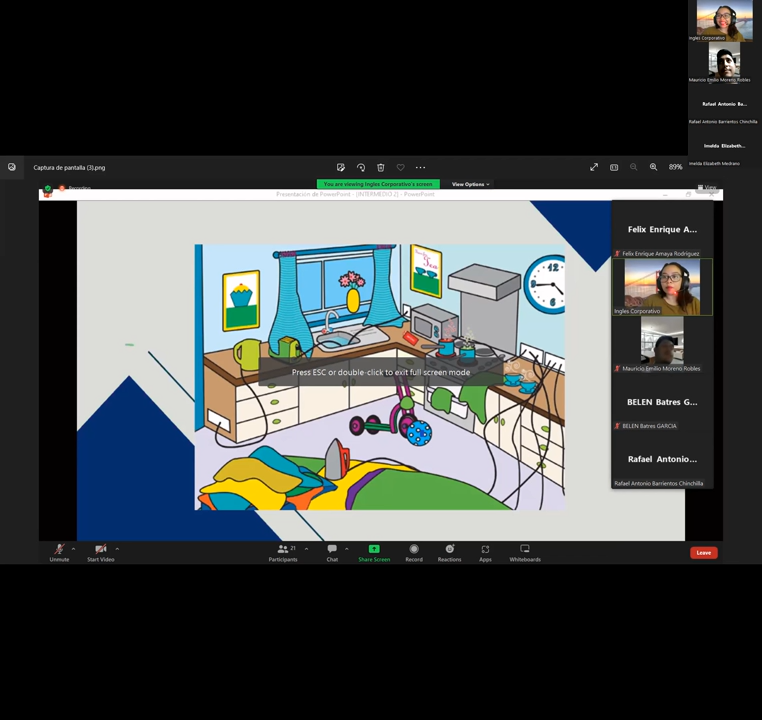 Ingles Corporativo
Mauricio Emilio Moreno Robles
Rafael Antonio Ba...
Rafael Antonio Barrientos Chinchilla
Imelda Elizabeth...
Imelda Elizabeth Medrano
Captura de pantalla (3).png
89%
You are viewing Ingles Corporativo's screen
View Options
Recording
View
Presentación de PowerPoint - [INTERMEDIO 2] - PowerPoint
Felix Enrique A...
Felix Enrique Amaya Rodriguez
Ingles Corporativo
Mauricio Emilio Moreno Robles
BELEN Batres G...
BELEN Batres GARCIA
Rafael Antonio...
Rafael Antonio Barrientos Chinchilla
12
3
6
9
Press ESC or double-click to exit full screen mode
Unmute
Start Video
21
Participants
Chat
Share Screen
Record
Reactions
Apps
Whiteboards
Leave